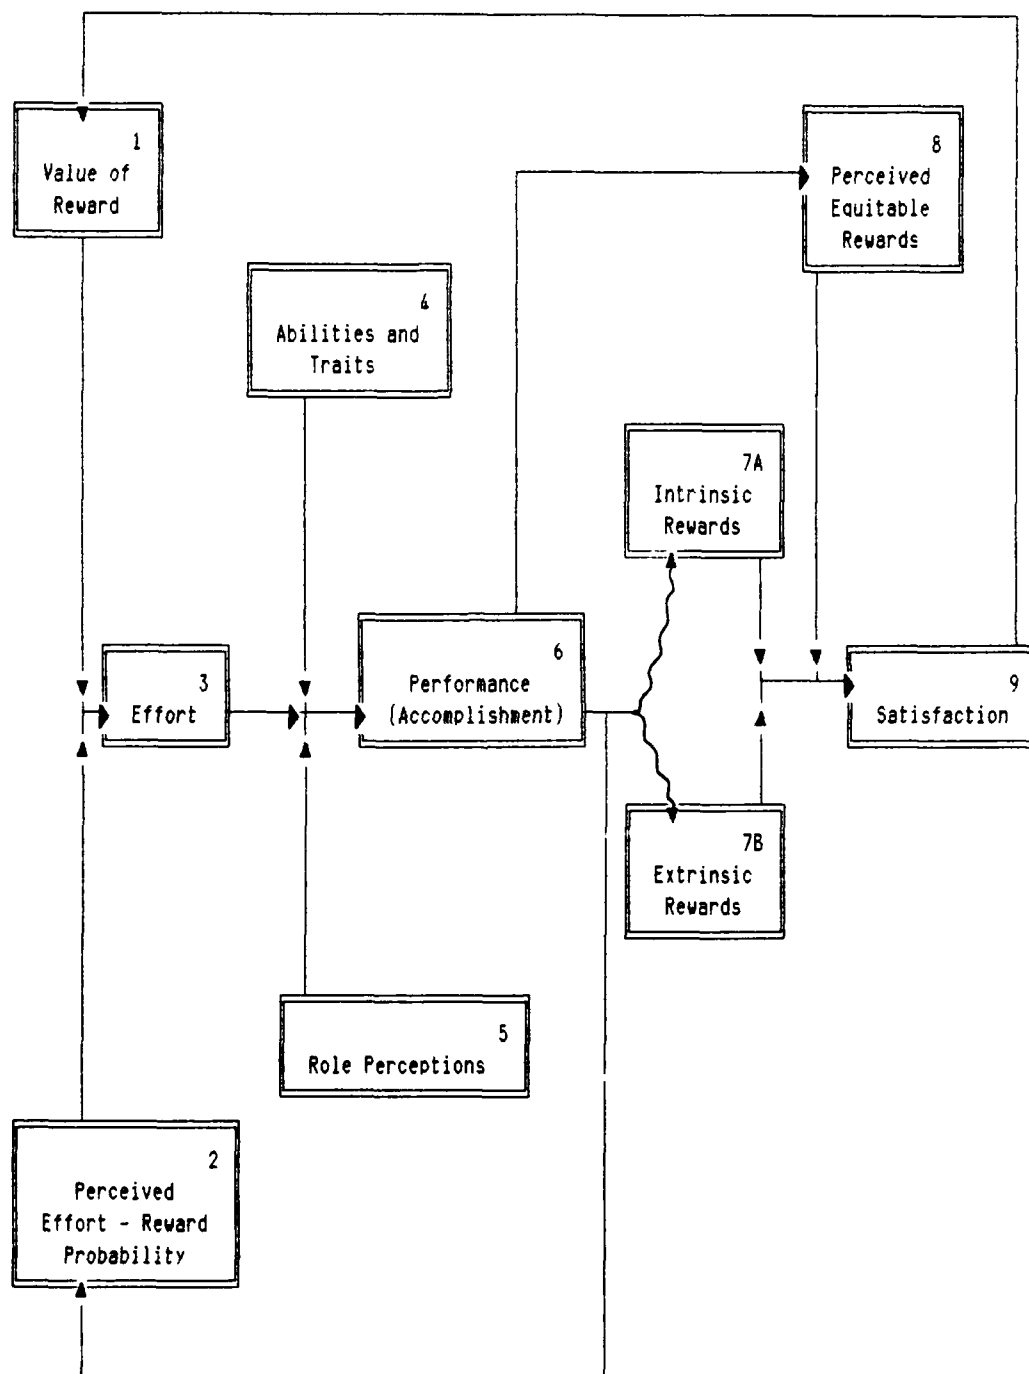 1
Value of
Reward
8
Perceived
Equitable
Rewards
4
Abilities and
Traits
7A
Intrinsic
Rewards
3
Effort
6
Performance
(Accomplishment)
9
Satisfaction
7B
Extrinsic
Rewards
5
Role Perceptions
2
Perceived
Effort - Reward
Probability